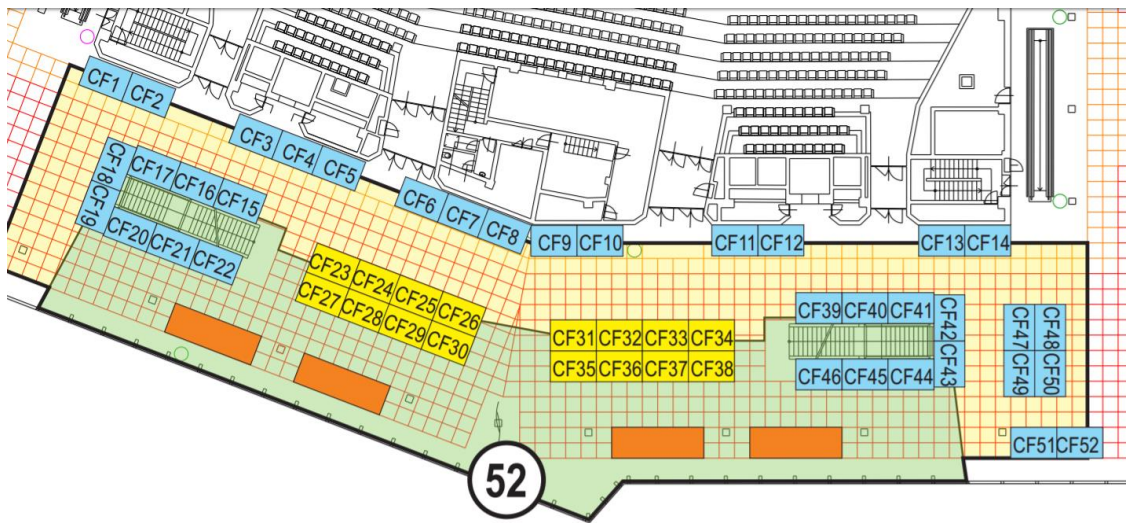 CF1 CF2
CF3 CF4 CF5
CF6 CF7 CF8
CF9 CF10
CF11 CF12
CF13 CF14
CF18 CF19
CF17 CF16 CF15
CF20 CF21 CF22
CF23 CF24 CF25 CF26
CF27 CF28 CF29 CF30
CF31 CF32 CF33 CF34
CF35 CF36 CF37 CF38
CF39 CF40 CF41
CF42 CF43
CF46 CF45 CF44
CF47 CF48
CF49 CF50
CF51 CF52
52